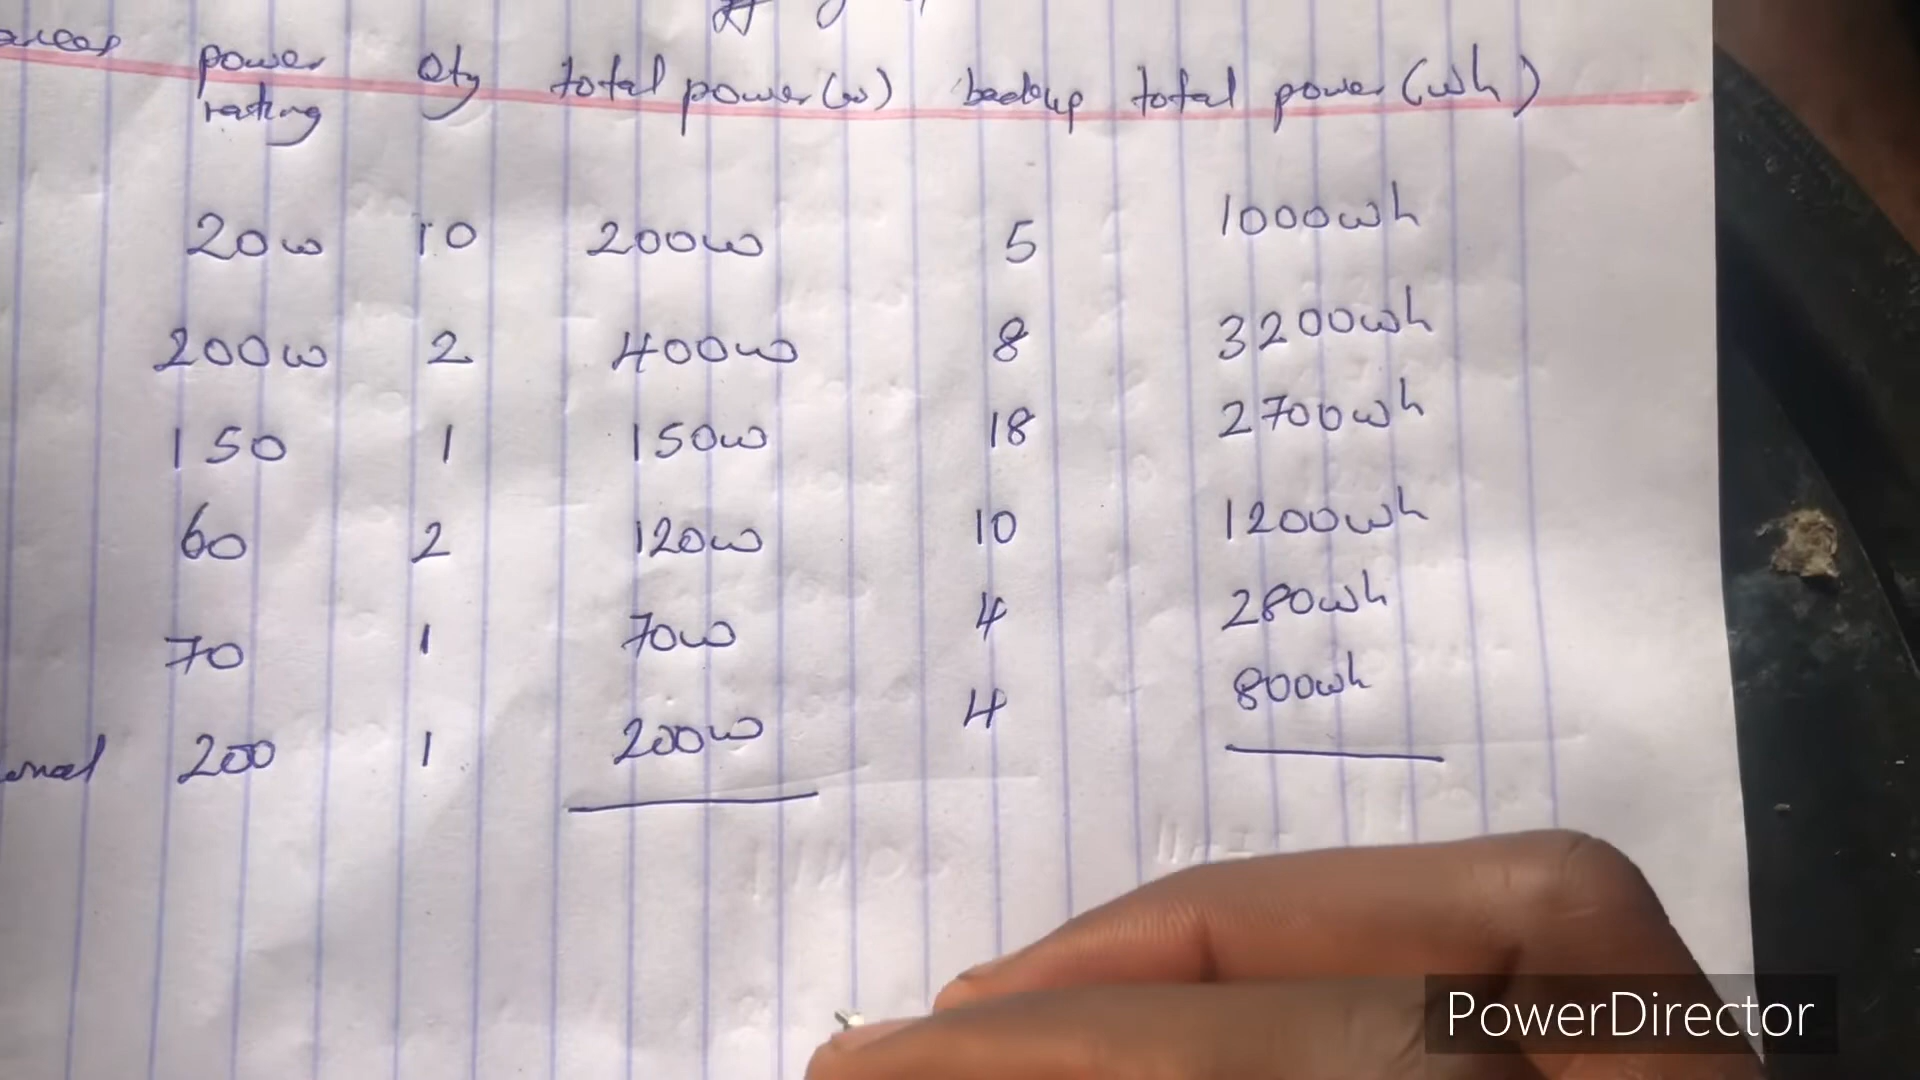 power rating Qty total power (w) backup total power (wh)
20w 10 200w 5 1000wh
200w 2 400w 8 3200wh
150 1 150w 18 2700wh
60 2 120w 10 1200wh
70 1 70w 4 280wh
200 1 200w 4 800wh
PowerDirector